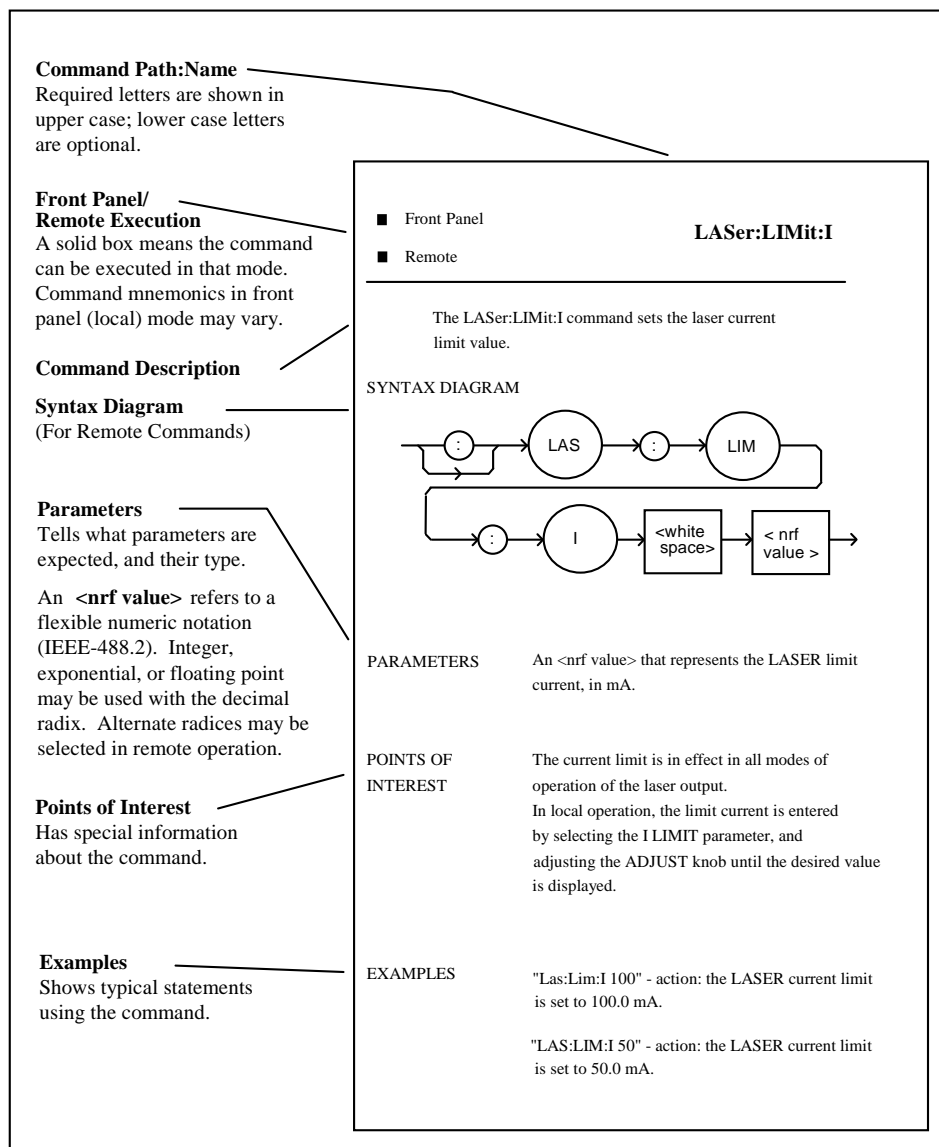 Command Path:Name
Required letters are shown in
upper case; lower case letters
are optional.
Front Panel/
Remote Execution
A solid box means the command
can be executed in that mode.
Command mnemonics in front
panel (local) mode may vary.
Command Description
Syntax Diagram
(For Remote Commands)
Parameters
Tells what parameters are
expected, and their type.
An <nrf value> refers to a
flexible numeric notation
(IEEE-488.2). Integer,
exponential, or floating point
may be used with the decimal
radix. Alternate radices may be
selected in remote operation.
Points of Interest
Has special information
about the command.
Examples
Shows typical statements
using the command.
Front Panel
Remote
LASer:LIMit:I
The LASer:LIMit:I command sets the laser current
limit value.
SYNTAX DIAGRAM
: LAS : LIM
: I <white space> < nrf value >
PARAMETERS
An <nrf value> that represents the LASER limit
current, in mA.
POINTS OF
INTEREST
The current limit is in effect in all modes of
operation of the laser output.
In local operation, the limit current is entered
by selecting the I LIMIT parameter, and
adjusting the ADJUST knob until the desired value
is displayed.
EXAMPLES
"Las:Lim:I 100" - action: the LASER current limit
is set to 100.0 mA.
"LAS:LIM:I 50" - action: the LASER current limit
is set to 50.0 mA.